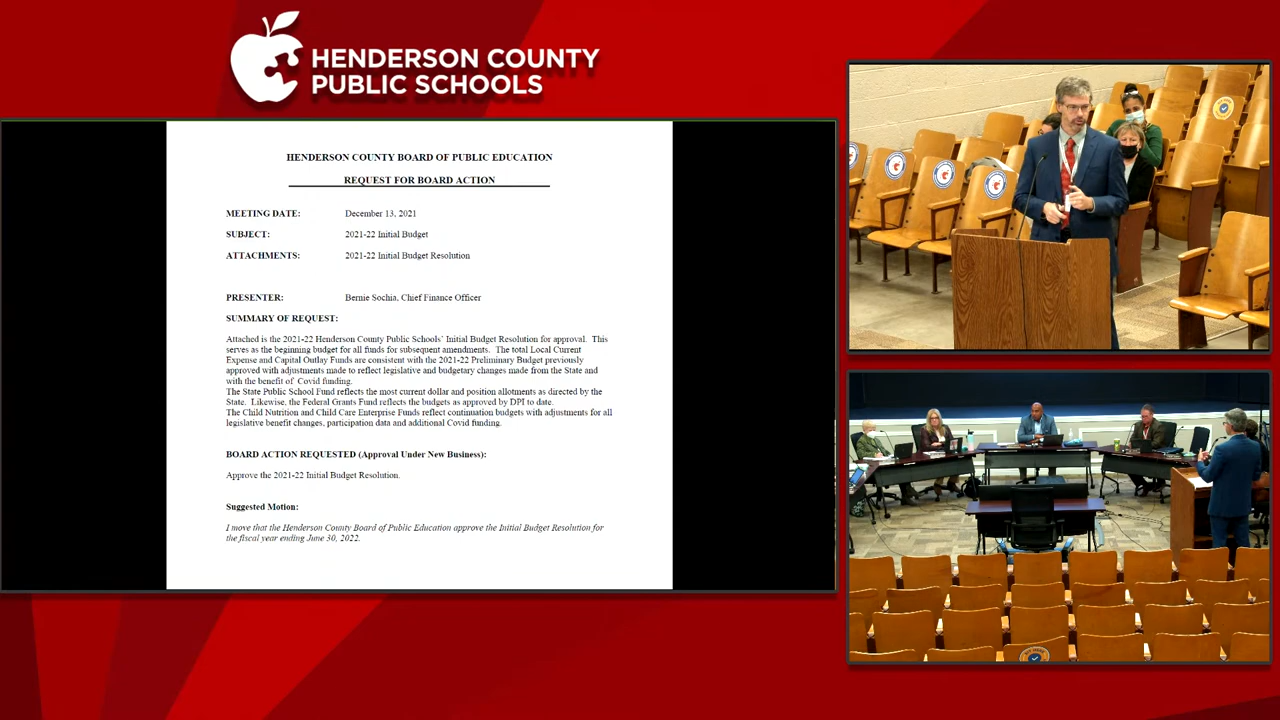 HENDERSON COUNTY
PUBLIC SCHOOLS
HENDERSON COUNTY BOARD OF PUBLIC EDUCATION
REQUEST FOR BOARD ACTION
MEETING DATE: December 13, 2021
SUBJECT: 2021-22 Initial Budget
ATTACHMENTS: 2021-22 Initial Budget Resolution
PRESENTER: Bernie Sochia, Chief Finance Officer
SUMMARY OF REQUEST:
Attached is the 2021-22 Henderson County Public Schools' Initial Budget Resolution for approval. This
serves as the beginning budget for all funds for subsequent amendments. The total Local Current
Expense and Capital Outlay Funds are consistent with the 2021-22 Preliminary Budget previously
approved with adjustments made to reflect legislative and budgetary changes made from the State and
with the benefit of Covid funding.
The State Public School Fund reflects the most current dollar and position allotments as directed by the
State. Likewise, the Federal Grants Fund reflects the budgets as approved by DPI to date.
The Child Nutrition and Child Care Enterprise Funds reflect continuation budgets with adjustments for all
legislative benefit changes, participation data and additional Covid funding.
BOARD ACTION REQUESTED (Approval Under New Business):
Approve the 2021-22 Initial Budget Resolution.
Suggested Motion:
I move that the Henderson County Board of Public Education approve the Initial Budget Resolution for
the fiscal year ending June 30, 2022.